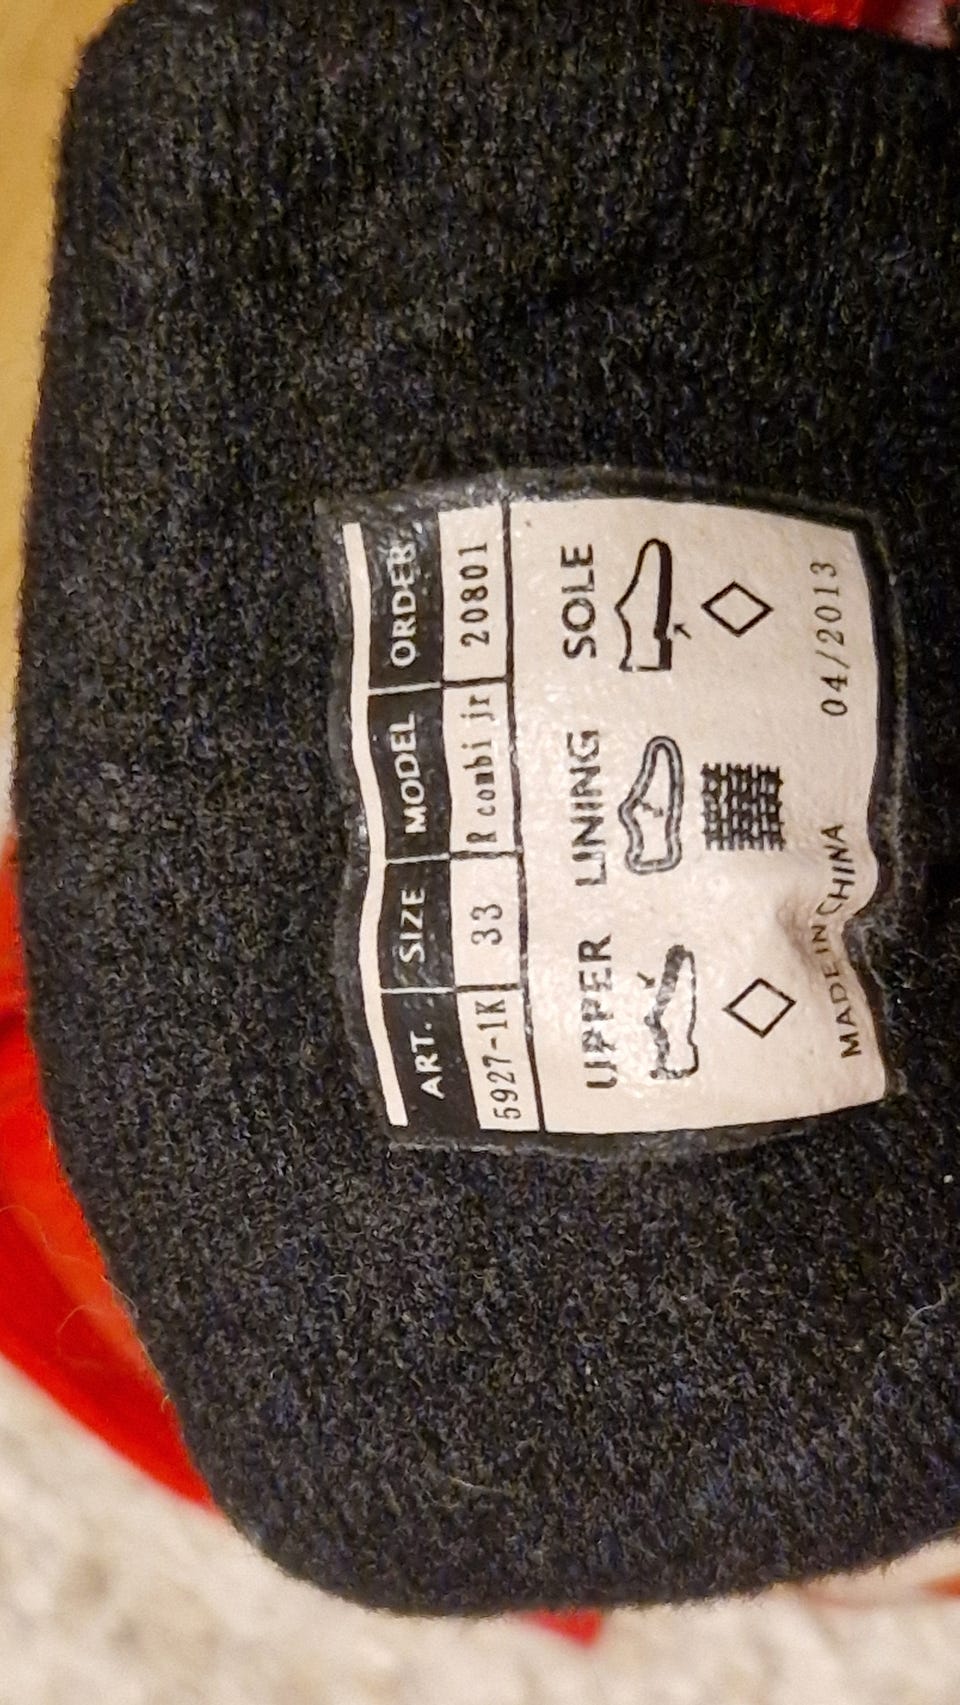 ART. SIZE MODEL ORDER
5927-1K 33 R combi jr 20801
UPPER LINING SOLE
MADE IN CHINA 04/2013